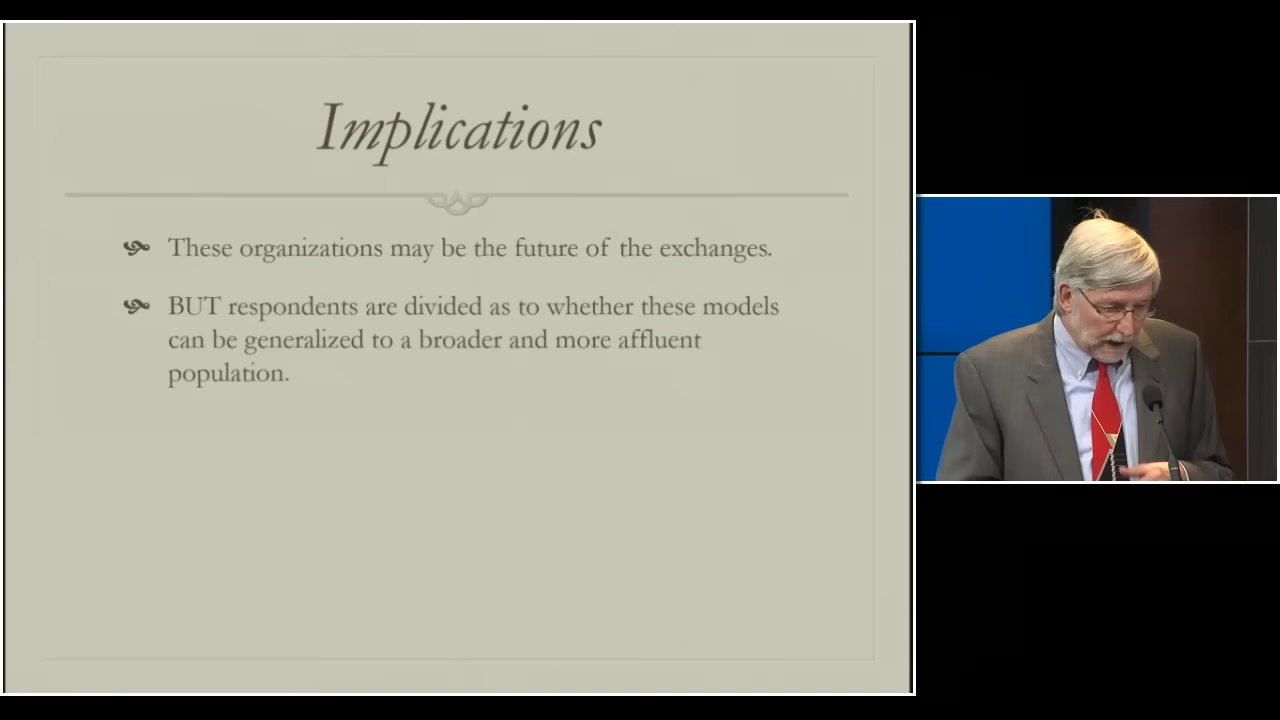 Implications
These organizations may be the future of the exchanges.
BUT respondents are divided as to whether these models
can be generalized to a broader and more affluent
population.